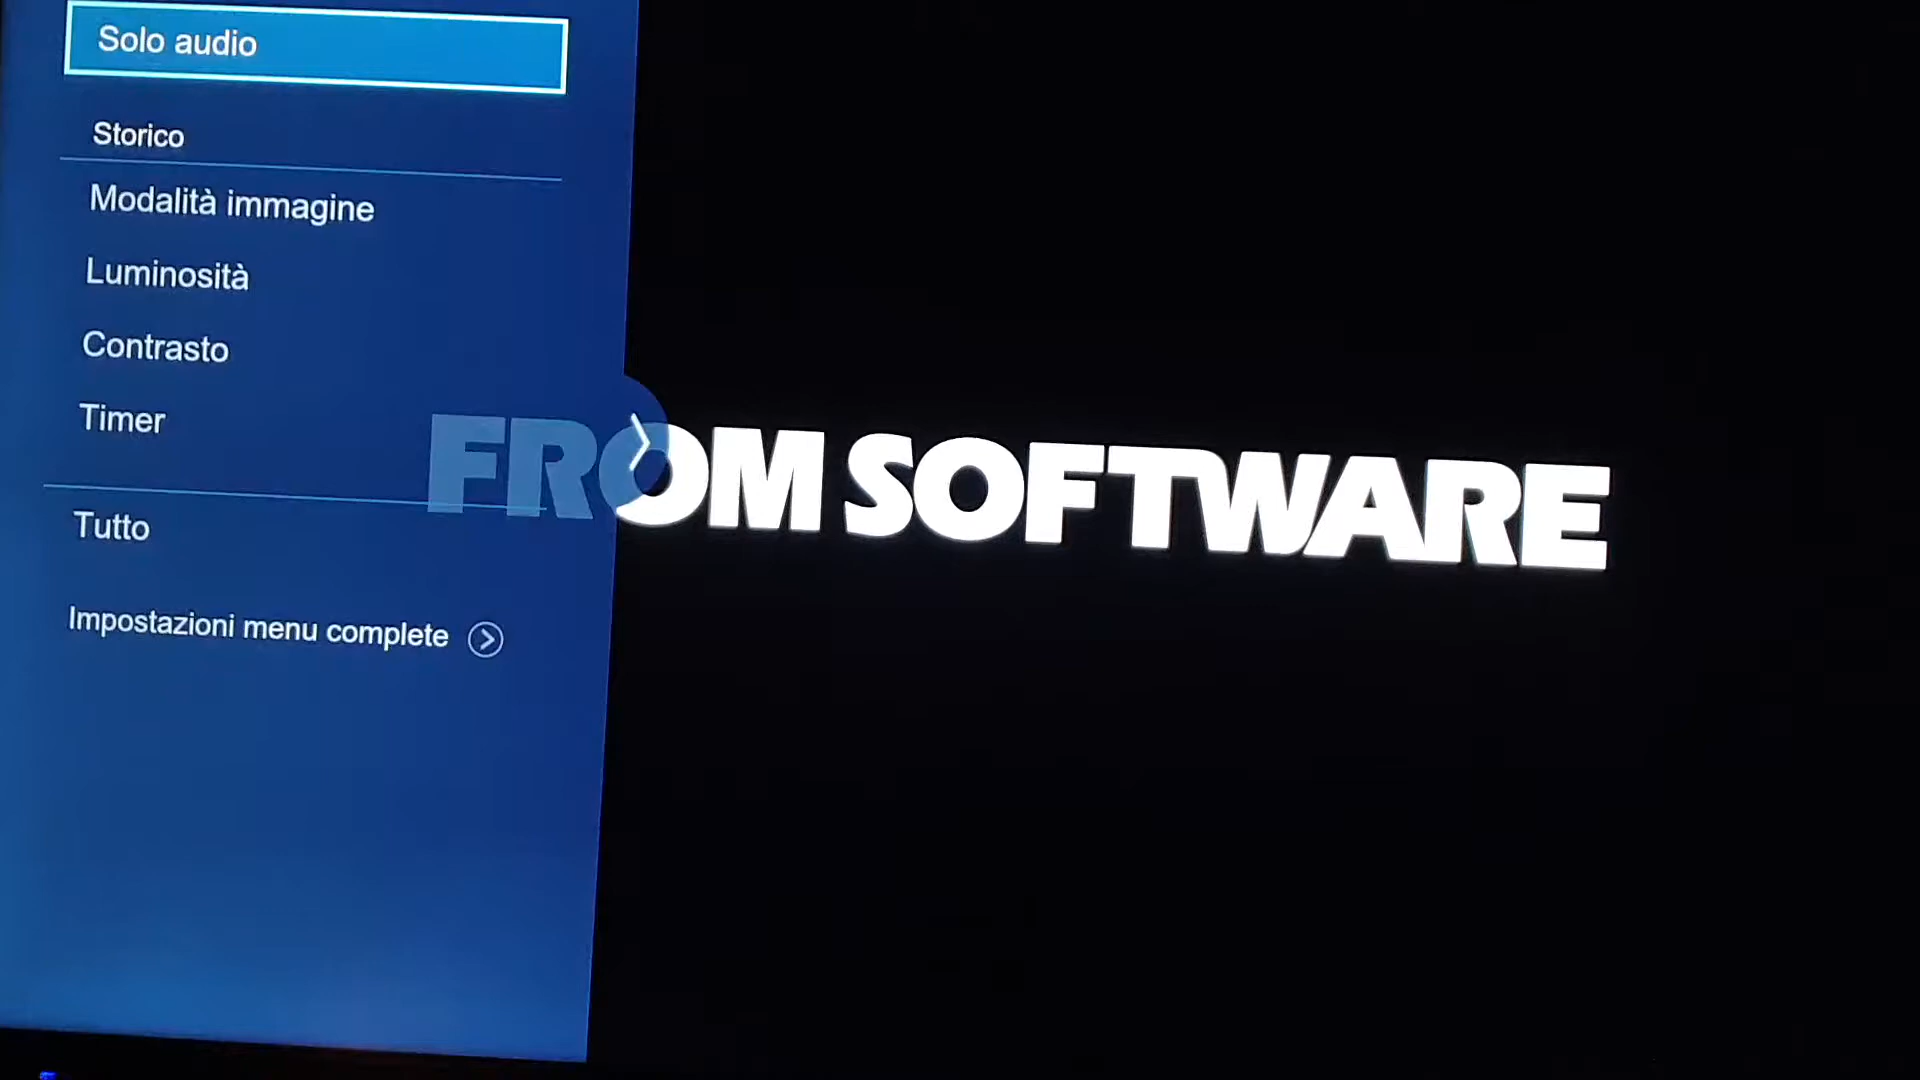 Solo audio
Storico
Modalità immagine
Luminosità
Contrasto
Timer
FROM SOFTWARE
Tutto
Impostazioni menu complete